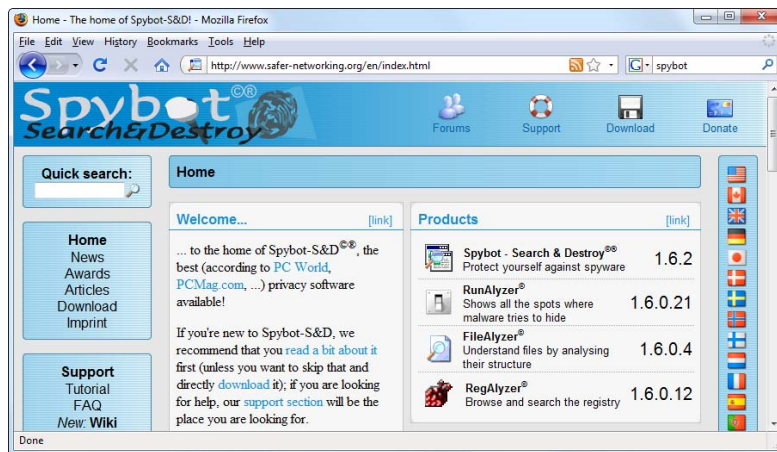 Home - The home of Spybot-S&D! - Mozilla Firefox
File Edit View History Bookmarks Tools Help
http://www.safer-networking.org/en/index.html
G
spybot
Spybot©®
Search&Destroy
Forums
Support
Download
Donate
Quick search:
Home
News
Awards
Articles
Download
Imprint
Support
Tutorial
FAQ
New: Wiki
Home
Welcome... [link]
... to the home of Spybot-S&D©®, the
best (according to PC World,
PCMag.com, ...) privacy software
available!
If you're new to Spybot-S&D, we
recommend that you read a bit about it
first (unless you want to skip that and
directly download it); if you are looking
for help, our support section will be the
place you are looking for.
Products [link]
Spybot - Search & Destroy©® 1.6.2
Protect yourself against spyware
RunAlyzer® 1.6.0.21
Shows all the spots where
malware tries to hide
FileAlyzer® 1.6.0.4
Understand files by analysing
their structure
RegAlyzer® 1.6.0.12
Browse and search the registry
Done